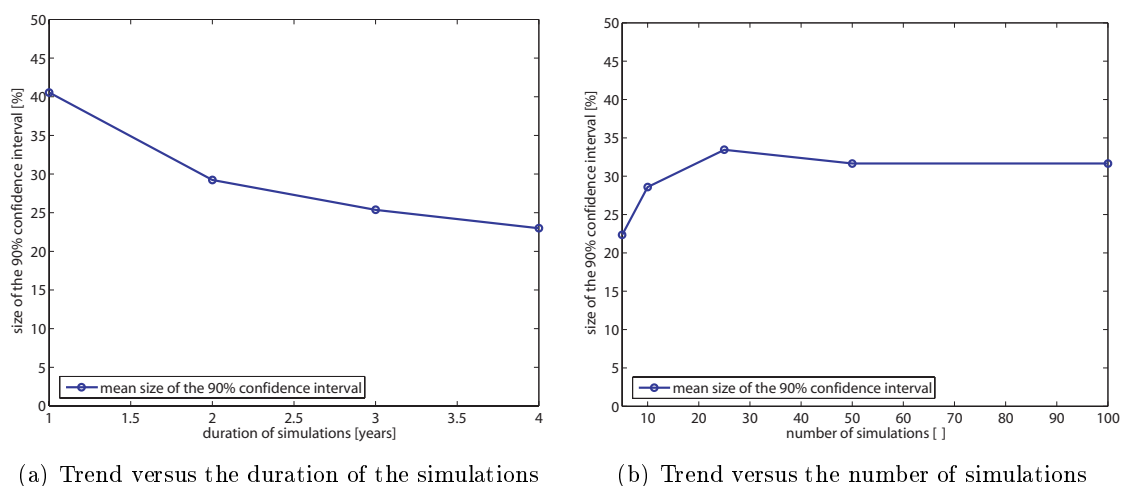 50
45
40
35
30
25
20
15
10
5
0
size of the 90% confidence interval [%]
mean size of the 90% confidence interval
1 1.5 2 2.5 3 3.5 4
duration of simulations [years]
(a) Trend versus the duration of the simulations
50
45
40
35
30
25
20
15
10
5
0
size of the 90% confidence interval [%]
mean size of the 90% confidence interval
10 20 30 40 50 60 70 80 90 100
number of simulations [ ]
(b) Trend versus the number of simulations